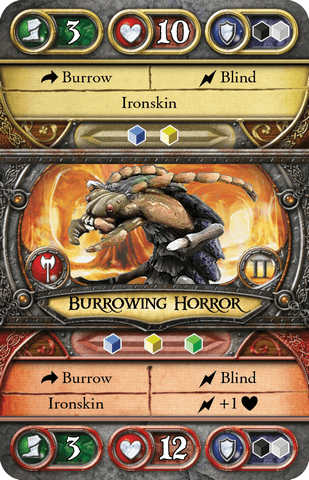 3 10
Burrow Blind
Ironskin
II
BURROWING HORROR
Burrow Blind
Ironskin +1
3 12